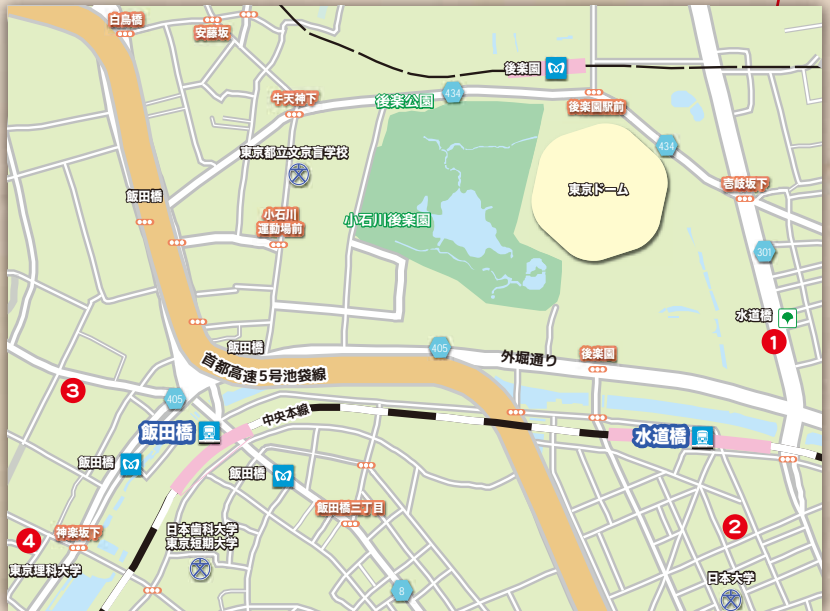 白鳥橋
安藤坂
後楽園
牛天神下
後楽公園
434
後楽園駅前
434
東京都立文京盲学校
飯田橋
東京ドーム
壱岐坂下
小石川
運動場前
小石川後楽園
301
水道橋
1
飯田橋
405
外堀通り
後楽園
首都高速5号池袋線
3
405
中央本線
飯田橋
水道橋
飯田橋
飯田橋
飯田橋三丁目
2
神楽坂下
4
日本歯科大学
東京短期大学
東京理科大学
日本大学
8